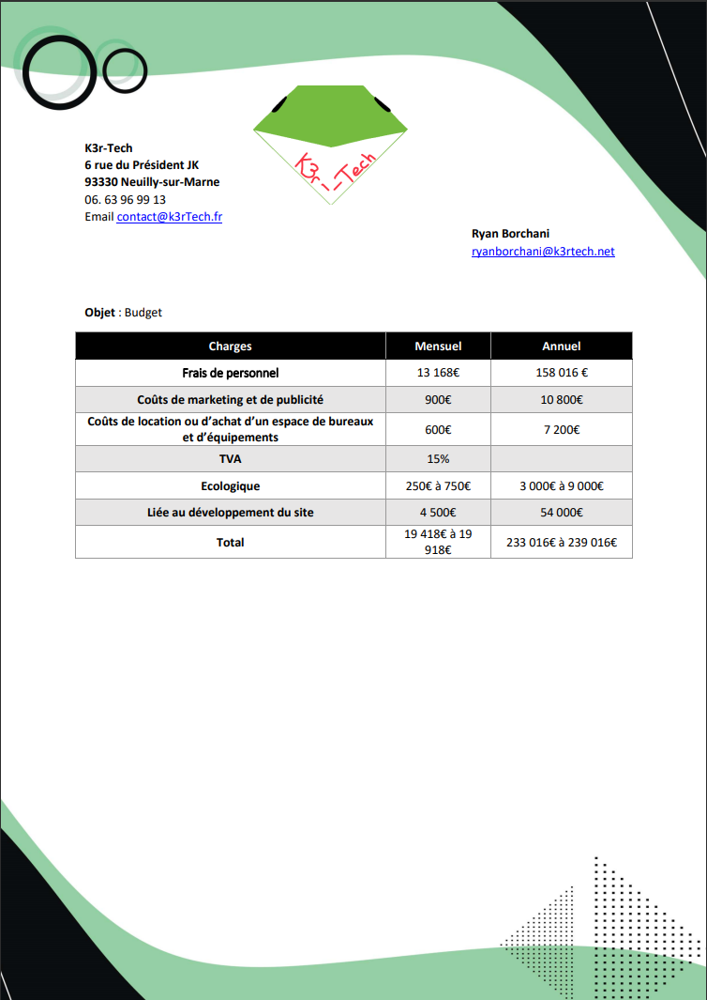 K3r-Tech
K3r-Tech
6 rue du Président JK
93330 Neuilly-sur-Marne
06. 63 96 99 13
Email contact@k3rTech.fr
Ryan Borchani
ryanborchani@k3rtech.net
Objet : Budget
Charges Mensuel Annuel
Frais de personnel 13 168€ 158 016 €
Coûts de marketing et de publicité 900€ 10 800€
Coûts de location ou d’achat d’un espace de bureaux
et d’équipements 600€ 7 200€
TVA 15%
Ecologique 250€ à 750€ 3 000€ à 9 000€
Liée au développement du site 4 500€ 54 000€
Total 19 418€ à 19
918€ 233 016€ à 239 016€